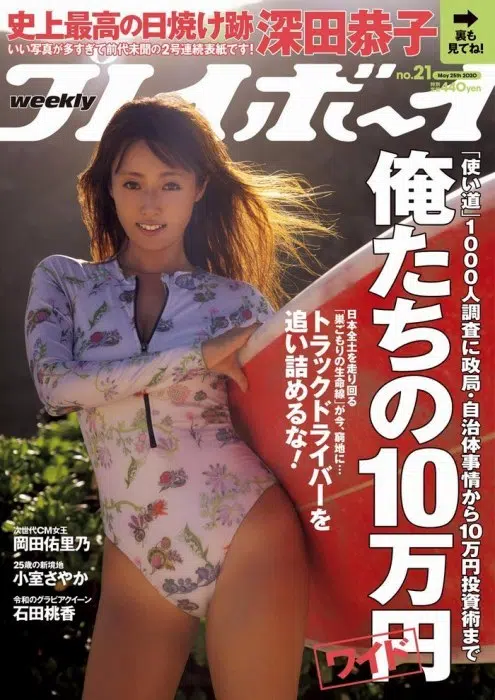 史上最高の日焼け跡 深田恭子
いい写真が多すぎて前代未聞の2号連続表紙です!
裏も
見てね!
weekly
プレイボーイ
no.21
May 25th 2020
440yen
「使い道」1000人調査に政局・自治体事情から10万円投資術まで
俺たちの10万円
ワイド
日本全土を走り回る
「巣ごもりの生命線」が今、窮地に…
トラックドライバーを
追い詰めるな!
次世代CM女王
岡田佑里乃
25歳の新境地
小室さやか
令和のグラビアクイーン
石田桃香